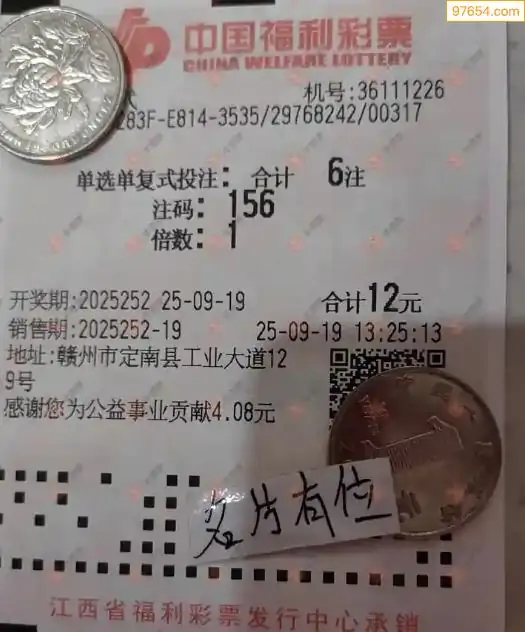 97654.com
中国福利彩票
CHINA WELFARE LOTTERY
机号:36111226
283F-E814-3535/29768242/00317
单选单复式投注: 合计 6注
注码: 156
倍数: 1
开奖期:2025252 25-09-19 合计12元
销售期:2025252-19 25-09-19 13:25:13
地址:赣州市定南县工业大道12
9号
感谢您为公益事业贡献4.08元
名片有位
江西省福利彩票发行中心承销